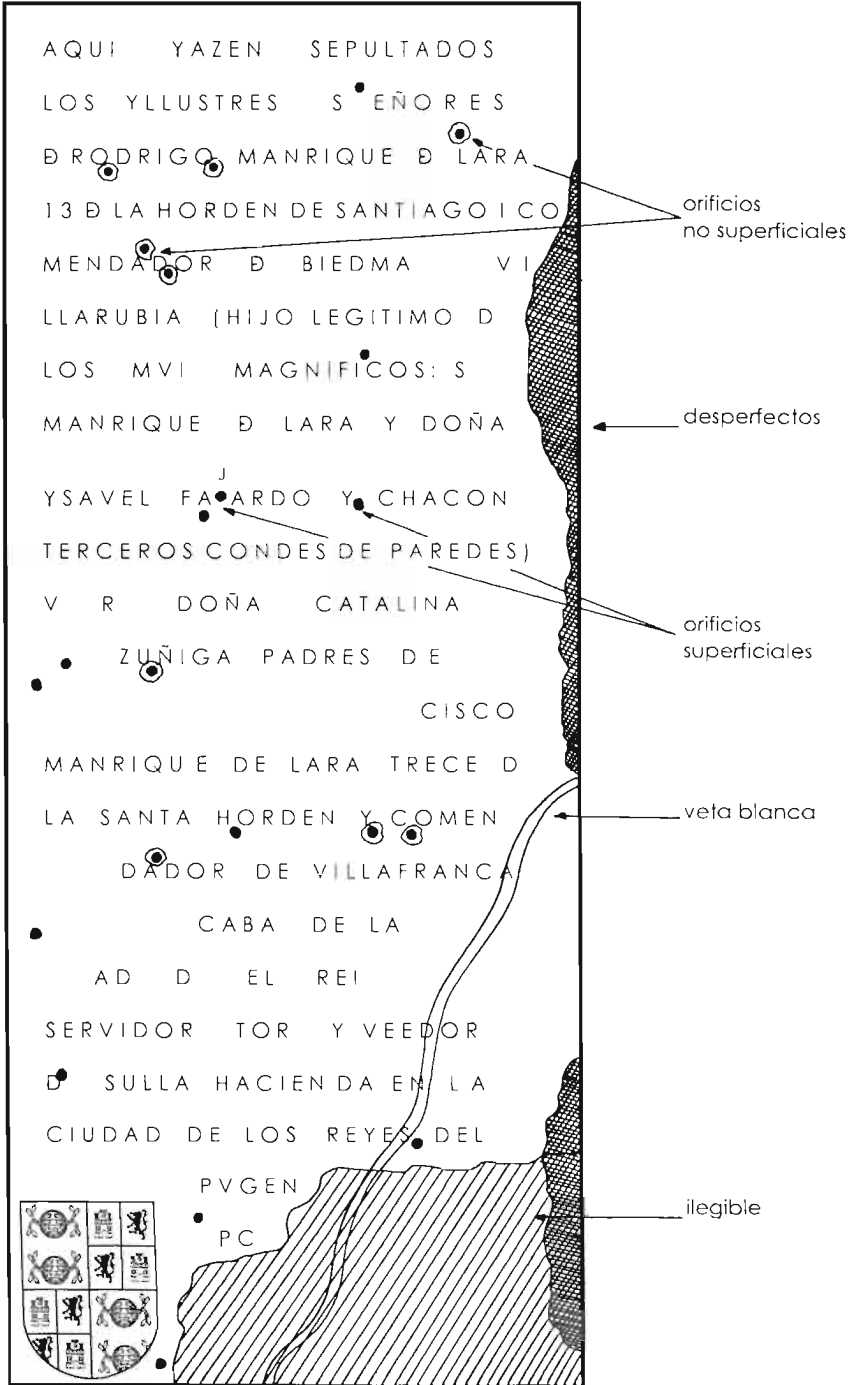 AQUI YAZEN SEPULTADOS
LOS YLLUSTRES SEÑORES
Đ RODRIGO MANRIQUE Đ LARA
13 Đ LA HORDEN DE SANTIAGO I CO
MENDADOR Đ BIEDMA VI
LLARUBIA (HIJO LEGITIMO D
LOS MVI MAGNIFICOS: S
MANRIQUE Đ LARA Y DOÑA
J
YSAVEL FA ARDO Y CHACON
TERCEROS CONDES DE PAREDES)
V R DOÑA CATALINA
ZUÑIGA PADRES DE
CISCO
MANRIQUE DE LARA TRECE D
LA SANTA HORDEN Y COMEN
DADOR DE VILLAFRANCA
CABA DE LA
AD D EL REI
SERVIDOR TOR Y VEEDOR
D SULLA HACIENDA EN LA
CIUDAD DE LOS REYES DEL
PVGEN
PC
orificios
no superficiales
desperfectos
orificios
superficiales
veta blanca
ilegible